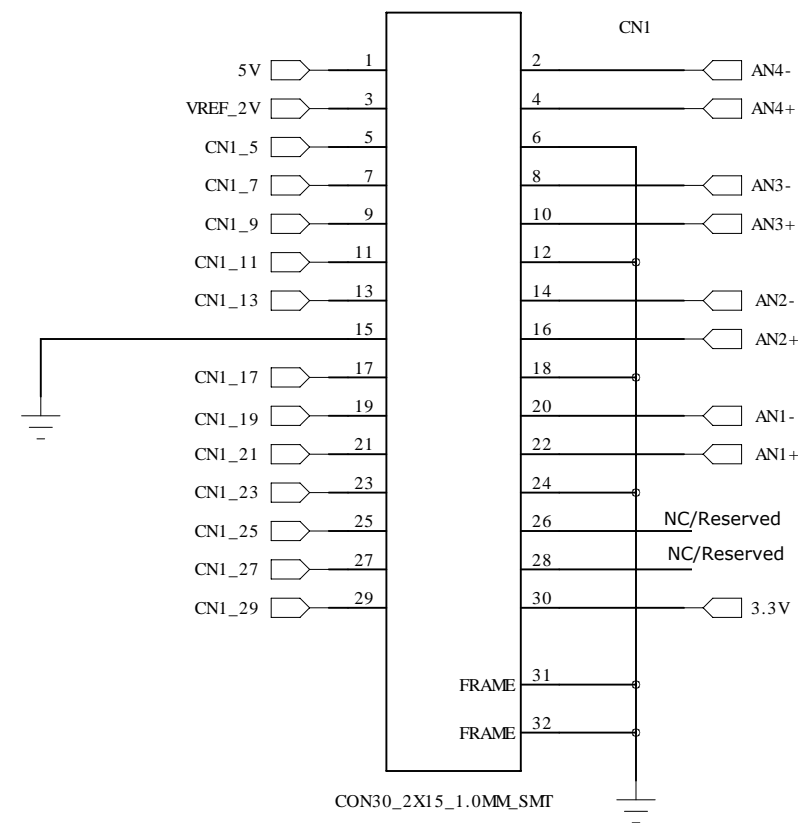 CN1
5V 1 2 AN4-
VREF_2V 3 4 AN4+
CN1_5 5 6
CN1_7 7 8 AN3-
CN1_9 9 10 AN3+
CN1_11 11 12
CN1_13 13 14 AN2-
15 16 AN2+
CN1_17 17 18
CN1_19 19 20 AN1-
CN1_21 21 22 AN1+
CN1_23 23 24
CN1_25 25 26 NC/Reserved
CN1_27 27 28 NC/Reserved
CN1_29 29 30 3.3V
FRAME 31
FRAME 32
CON30_2X15_1.0MM_SMT